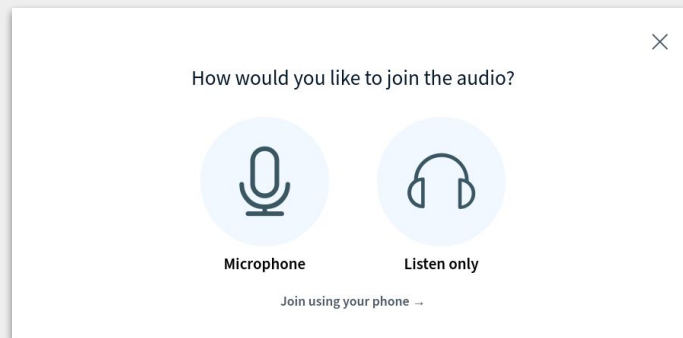 How would you like to join the audio?
Microphone
Listen only
Join using your phone →